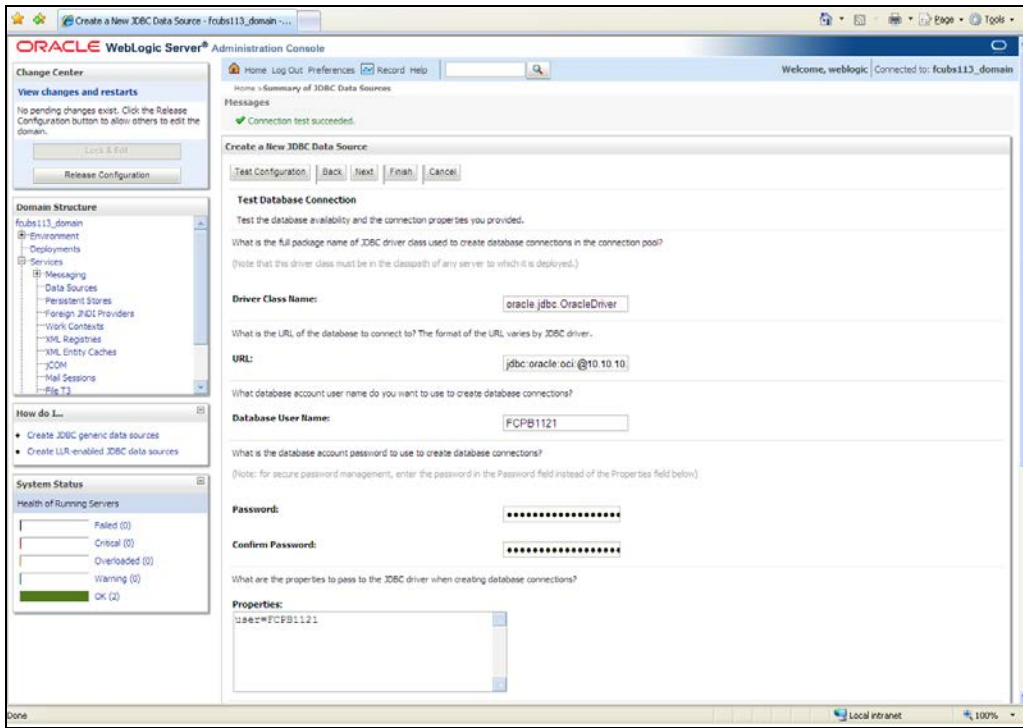 Create a New JDBC Data Source - fcubs113_domain -...
Page
Tools
ORACLE WebLogic Server® Administration Console
Change Center
View changes and restarts
No pending changes exist. Click the Release
Configuration button to allow others to edit the
domain.
Lock & Edit
Release Configuration
Domain Structure
fcubs113_domain
Environment
Deployments
Services
Messaging
Data Sources
Persistent Stores
Foreign JNDI Providers
Work Contexts
XML Registries
XML Entity Caches
jCOM
Mail Sessions
File T3
How do I...
Create JDBC generic data sources
Create LLR-enabled JDBC data sources
System Status
Health of Running Servers
Failed (0)
Critical (0)
Overloaded (0)
Warning (0)
OK (2)
Home Log Out Preferences Record Help
Welcome, weblogic Connected to: fcubs113_domain
Home >Summary of JDBC Data Sources
Messages
Connection test succeeded.
Create a New JDBC Data Source
Test Configuration Back Next Finish Cancel
Test Database Connection
Test the database availability and the connection properties you provided.
What is the full package name of JDBC driver class used to create database connections in the connection pool?
(Note that this driver class must be in the classpath of any server to which it is deployed.)
Driver Class Name: oracle.jdbc.OracleDriver
What is the URL of the database to connect to? The format of the URL varies by JDBC driver.
URL: jdbc:oracle:oci:@10.10.10.
What database account user name do you want to use to create database connections?
Database User Name: FCPB1121
What is the database account password to use to create database connections?
(Note: for secure password management, enter the password in the Password field instead of the Properties field below)
Password:
Confirm Password:
What are the properties to pass to the JDBC driver when creating database connections?
Properties:
user=FCPB1121
Done
Local intranet
100%